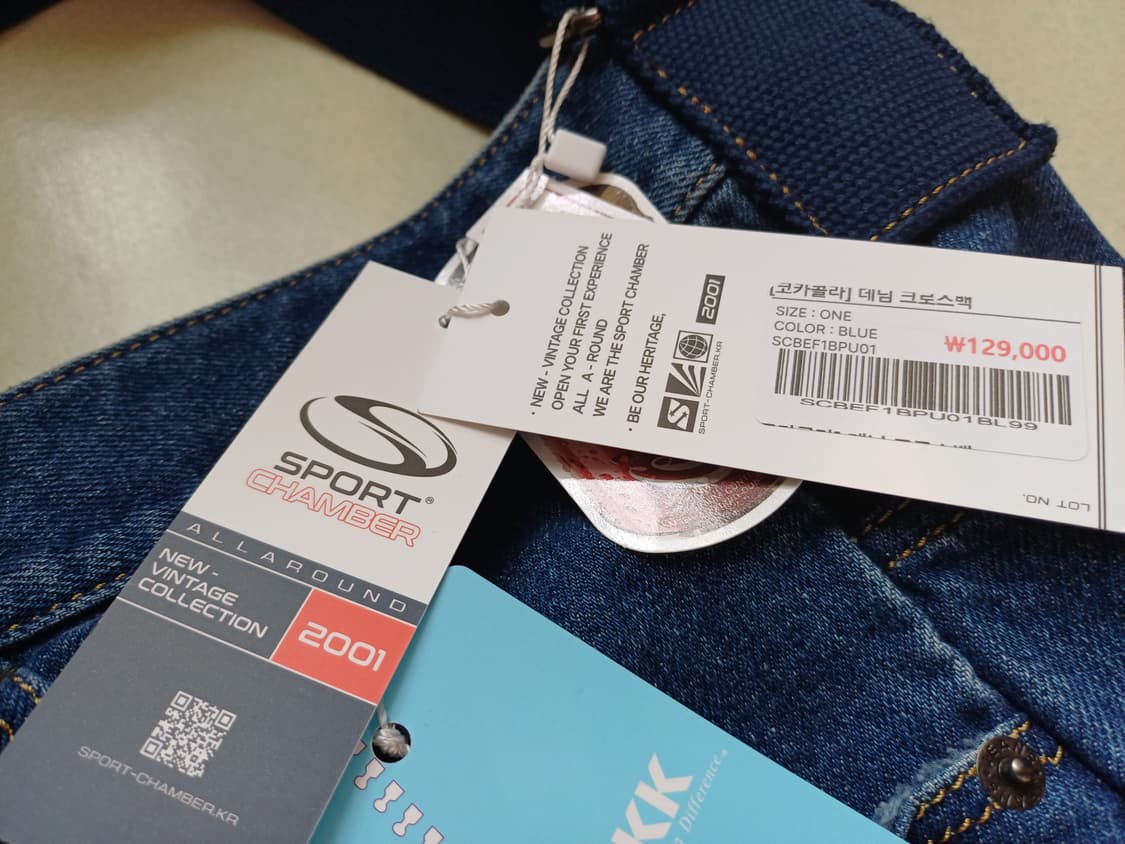 SPORT
CHAMBER
ALLAROUND
NEW -
VINTAGE
COLLECTION
2001
SPORT-CHAMBER.KR
· NEW - VINTAGE COLLECTION
OPEN YOUR FIRST EXPERIENCE
ALL A - ROUND
WE ARE THE SPORT CHAMBER
· BE OUR HERITAGE,
2001
SPORT-CHAMBER.KR
[코카콜라] 데님 크로스백
SIZE : ONE
COLOR : BLUE
SCBEF1BPU01
₩129,000
SCBEF1BPU01BL99
LOT NO.
KK
Difference